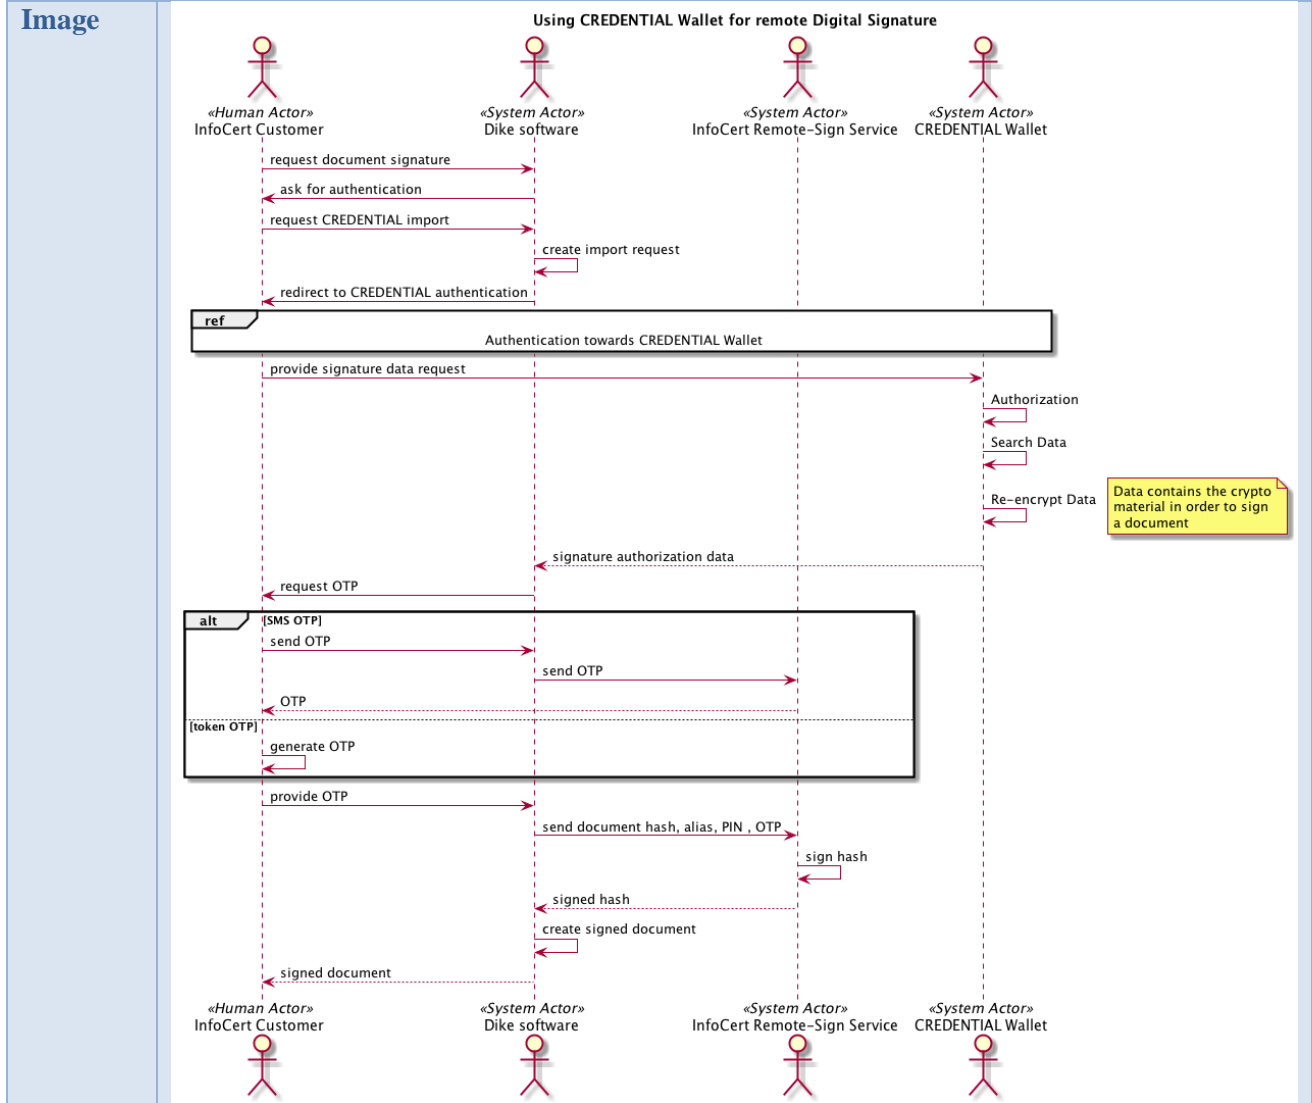 Image
Using CREDENTIAL Wallet for remote Digital Signature
«Human Actor»
InfoCert Customer
«System Actor»
Dike software
«System Actor»
InfoCert Remote-Sign Service
«System Actor»
CREDENTIAL Wallet
request document signature
ask for authentication
request CREDENTIAL import
create import request
redirect to CREDENTIAL authentication
ref
Authentication towards CREDENTIAL Wallet
provide signature data request
Authorization
Search Data
Re-encrypt Data
Data contains the crypto
material in order to sign
a document
signature authorization data
request OTP
alt
[SMS OTP]
send OTP
send OTP
OTP
[token OTP]
generate OTP
provide OTP
send document hash, alias, PIN , OTP
sign hash
signed hash
create signed document
signed document
«Human Actor»
InfoCert Customer
«System Actor»
Dike software
«System Actor»
InfoCert Remote-Sign Service
«System Actor»
CREDENTIAL Wallet